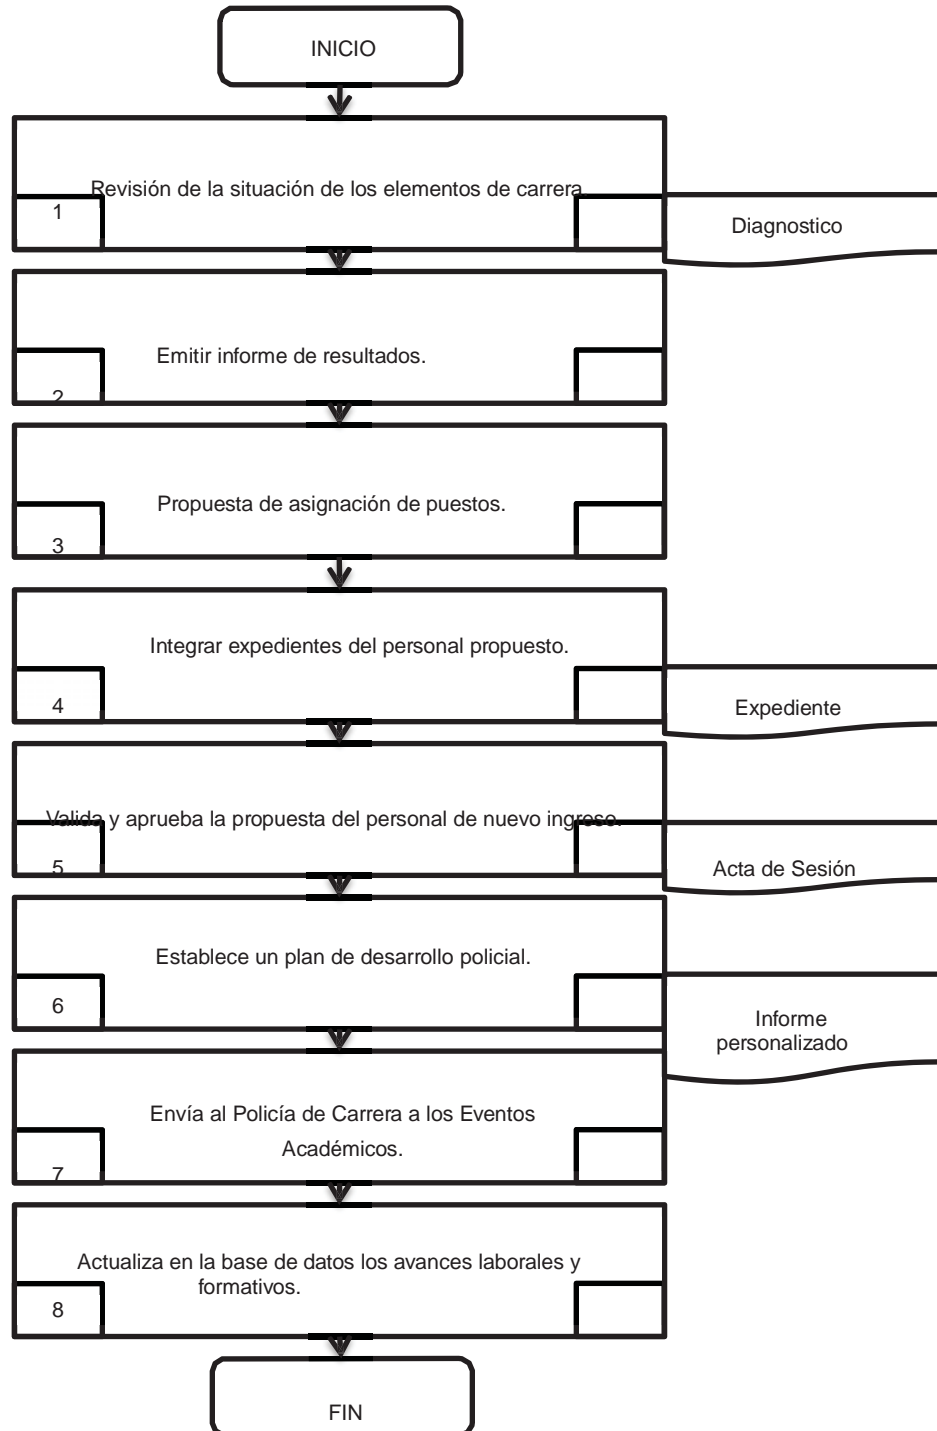 INICIO
Revisión de la situación de los elementos de carrera
1
Diagnostico
Emitir informe de resultados.
2
Propuesta de asignación de puestos.
3
Integrar expedientes del personal propuesto.
4
Expediente
Valida y aprueba la propuesta del personal de nuevo ingreso.
5
Acta de Sesión
Establece un plan de desarrollo policial.
6
Informe
personalizado
Envía al Policía de Carrera a los Eventos
Académicos.
7
Actualiza en la base de datos los avances laborales y
formativos.
8
FIN